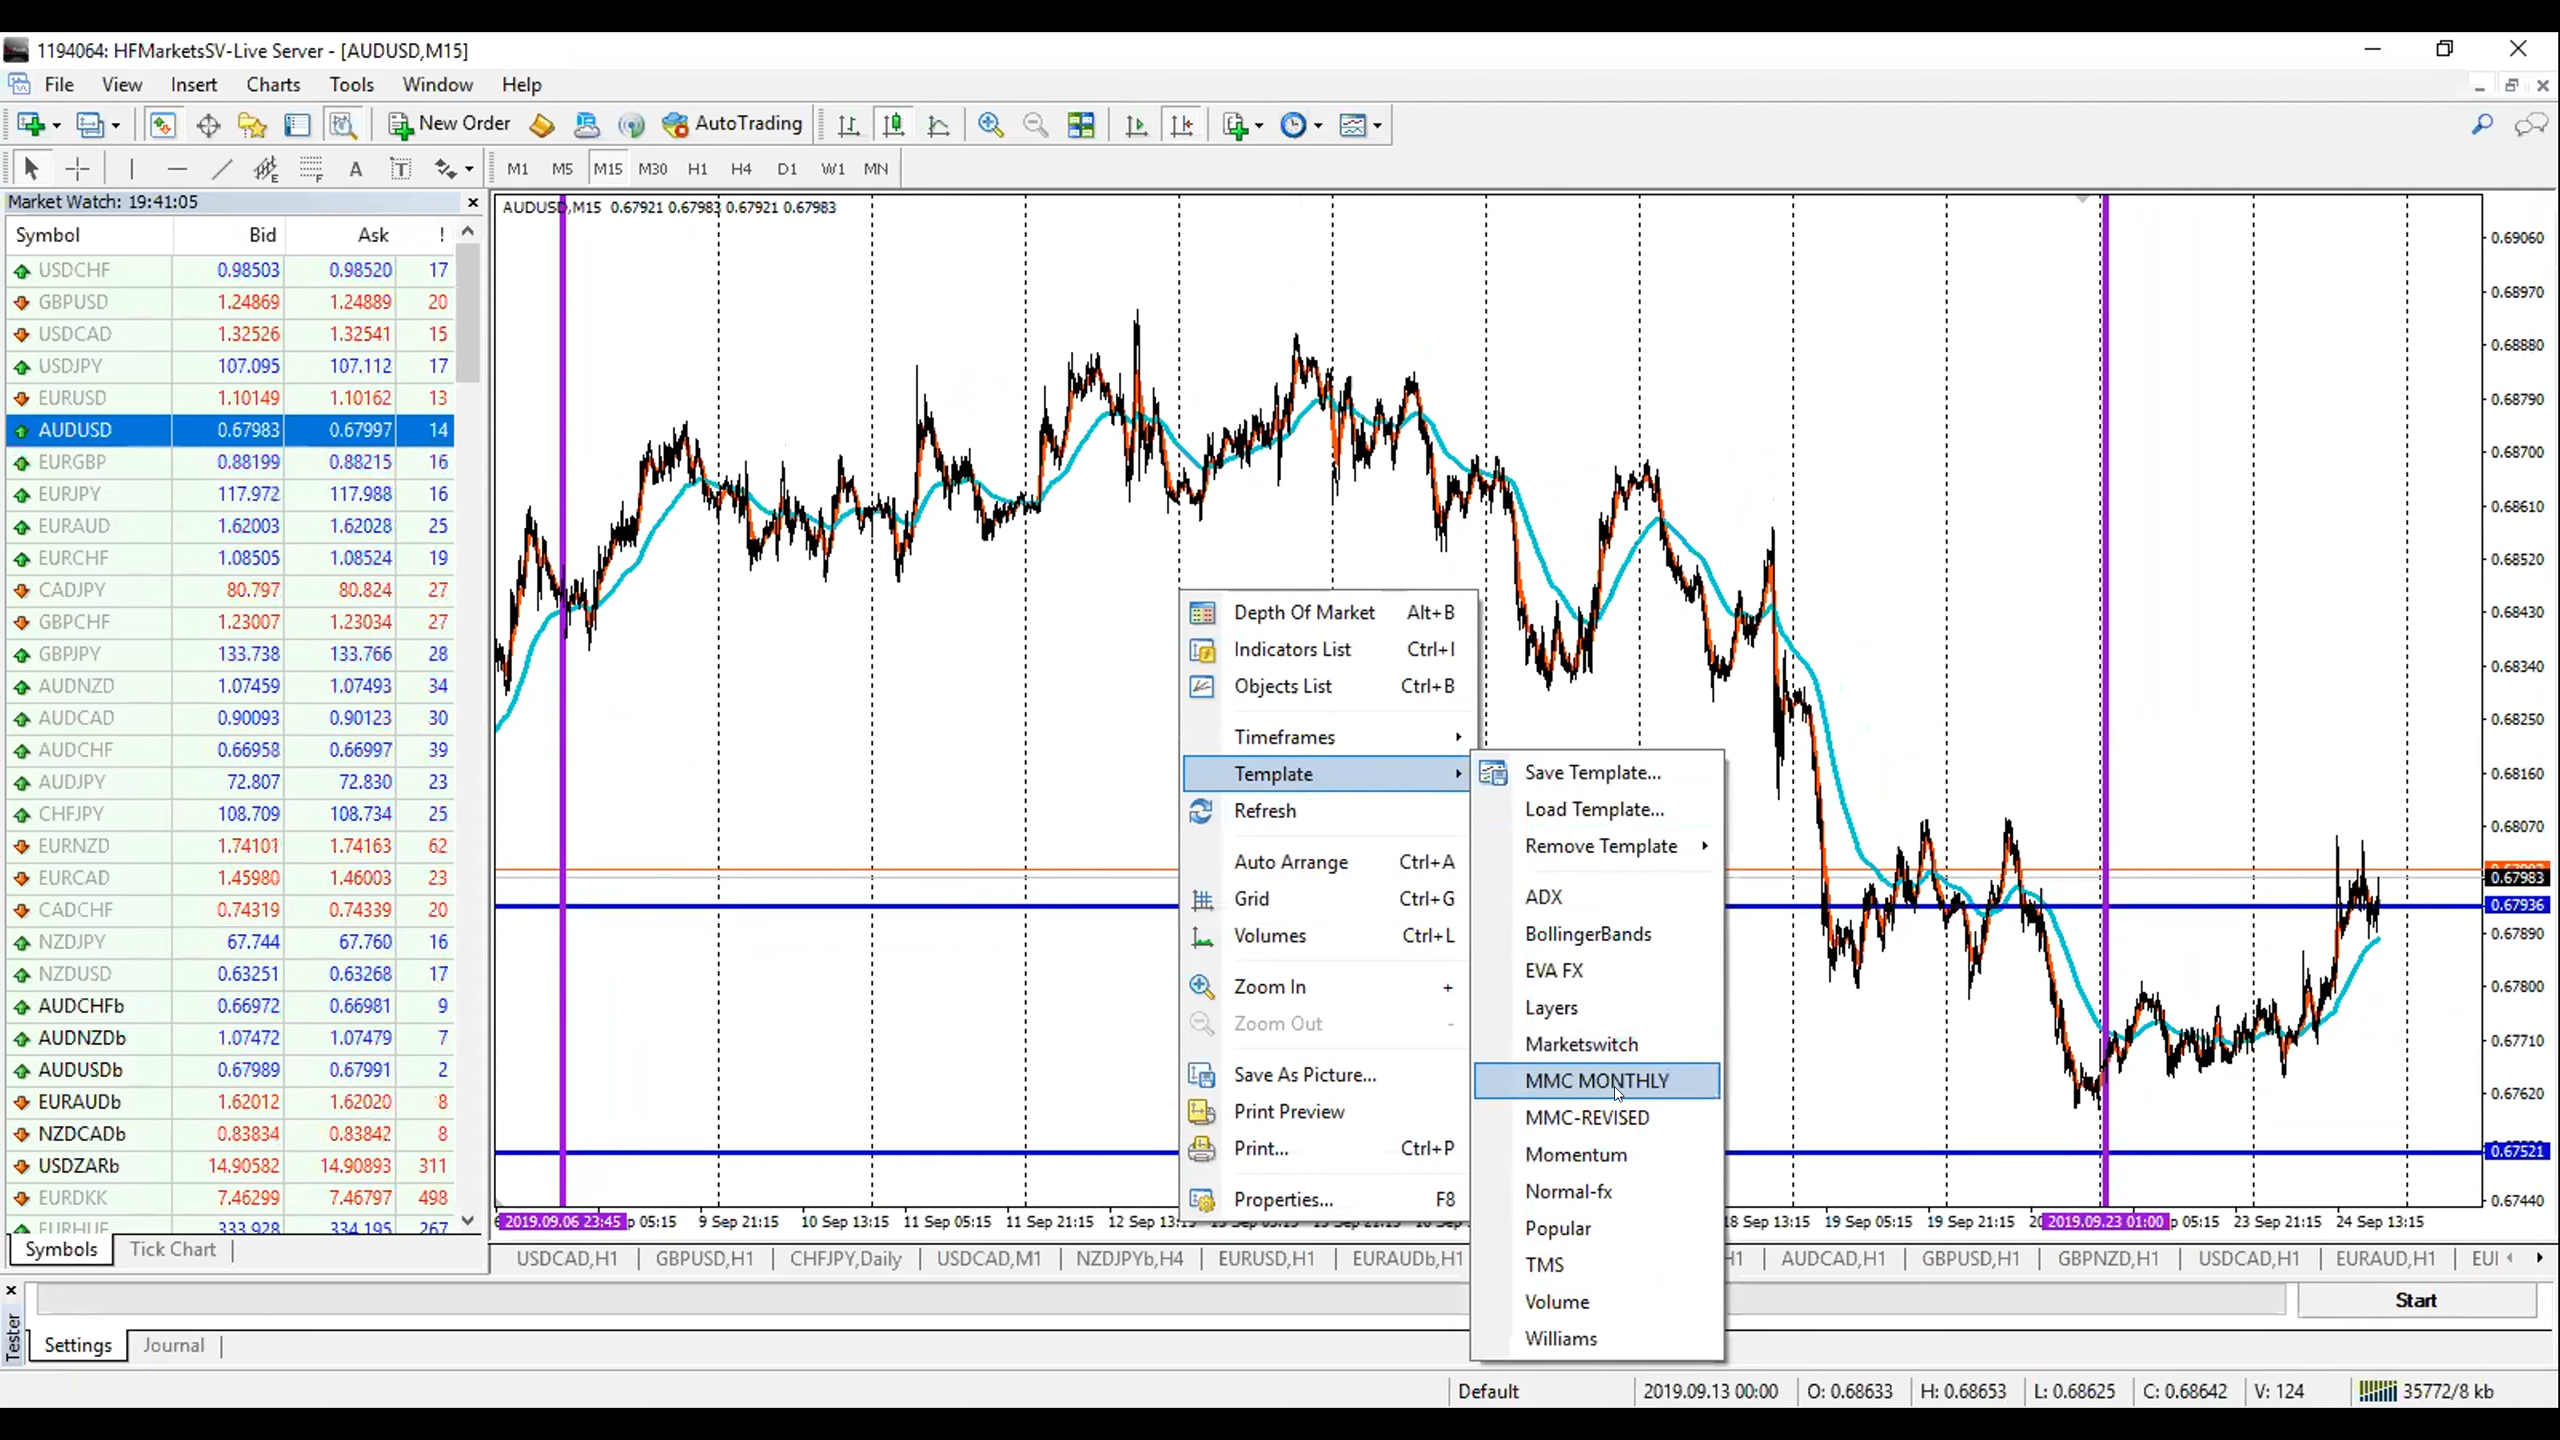 1194064: HFMarketsSV-Live Server - [AUDUSD,M15]
File View Insert Charts Tools Window Help
New Order AutoTrading
A T M1 M5 M15 M30 H1 H4 D1 W1 MN
Market Watch: 19:41:05
Symbol Bid Ask !
USDCHF 0.98503 0.98520 17
GBPUSD 1.24869 1.24889 20
USDCAD 1.32526 1.32541 15
USDJPY 107.095 107.112 17
EURUSD 1.10149 1.10162 13
AUDUSD 0.67983 0.67997 14
EURGBP 0.88199 0.88215 16
EURJPY 117.972 117.988 16
EURAUD 1.62003 1.62028 25
EURCHF 1.08505 1.08524 19
CADJPY 80.797 80.824 27
GBPCHF 1.23007 1.23034 27
GBPJPY 133.738 133.766 28
AUDNZD 1.07459 1.07493 34
AUDCAD 0.90093 0.90123 30
AUDCHF 0.66958 0.66997 39
AUDJPY 72.807 72.830 23
CHFJPY 108.709 108.734 25
EURNZD 1.74101 1.74163 62
EURCAD 1.45980 1.46003 23
CADCHF 0.74319 0.74339 20
NZDJPY 67.744 67.760 16
NZDUSD 0.63251 0.63268 17
AUDCHFb 0.66972 0.66981 9
AUDNZDb 1.07472 1.07479 7
AUDUSDb 0.67989 0.67991 2
EURAUDb 1.62012 1.62020 8
NZDCADb 0.83834 0.83842 8
USDZARb 14.90582 14.90893 311
EURDKK 7.46299 7.46797 498
EURHUF 333.928 334.195 267
Symbols Tick Chart
AUDUSD,M15 0.67921 0.67983 0.67921 0.67983
0.69060
0.68970
0.68880
0.68790
0.68700
0.68610
0.68520
0.68430
0.68340
0.68250
0.68160
0.68070
0.67983
0.67936
0.67890
0.67800
0.67710
0.67620
0.67521
0.67440
Depth Of Market Alt+B
Indicators List Ctrl+I
Objects List Ctrl+B
Timeframes
Template
Refresh
Auto Arrange Ctrl+A
Grid Ctrl+G
Volumes Ctrl+L
Zoom In +
Zoom Out -
Save As Picture...
Print Preview
Print... Ctrl+P
Properties... F8
Save Template...
Load Template...
Remove Template
ADX
BollingerBands
EVA FX
Layers
Marketswitch
MMC MONTHLY
MMC-REVISED
Momentum
Normal-fx
Popular
TMS
Volume
Williams
2019.09.06 23:45 05:15 9 Sep 21:15 10 Sep 13:15 11 Sep 05:15 11 Sep 21:15 12 Sep 13:15 18 Sep 13:15 19 Sep 05:15 19 Sep 21:15 20 2019.09.23 01:00 05:15 23 Sep 21:15 24 Sep 13:15
USDCAD,H1 GBPUSD,H1 CHFJPY,Daily USDCAD,M1 NZDJPYb,H4 EURUSD,H1 EURAUDb,H1 H1 AUDCAD,H1 GBPUSD,H1 GBPNZD,H1 USDCAD,H1 EURAUD,H1 EUI
Tester
Start
Settings Journal
Default 2019.09.13 00:00 O: 0.68633 H: 0.68653 L: 0.68625 C: 0.68642 V: 124 35772/8 kb